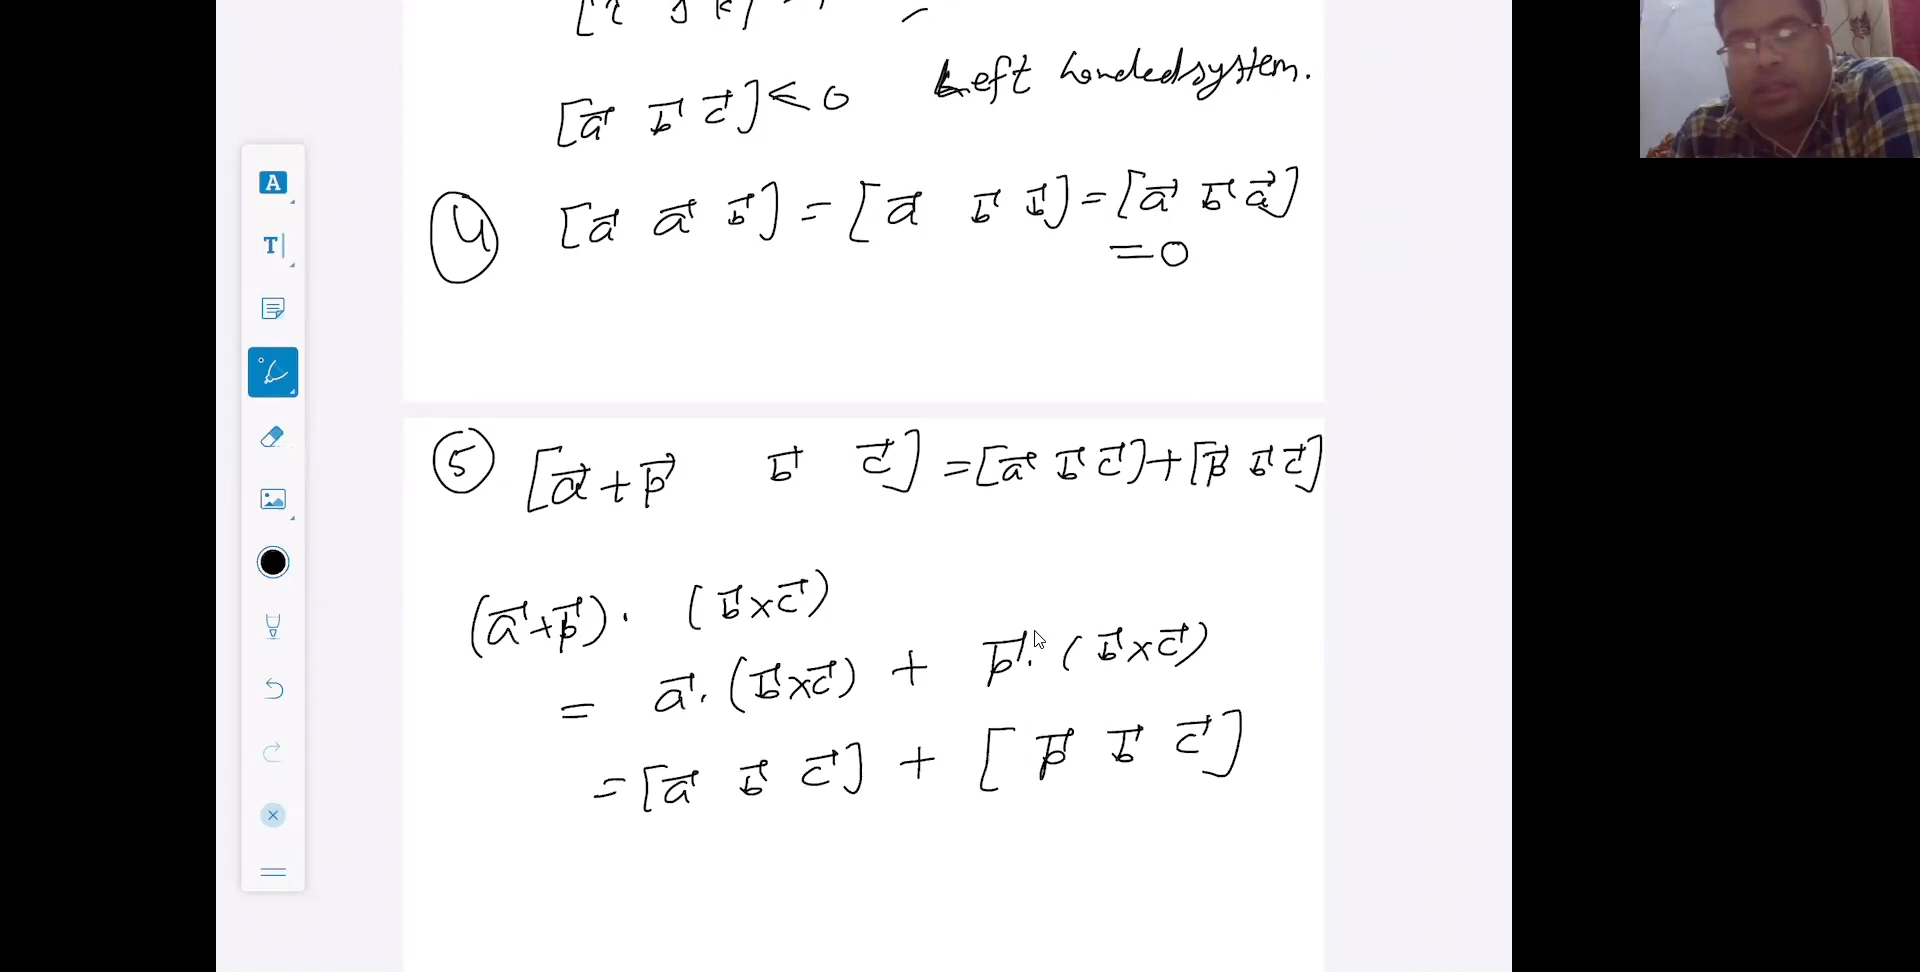 [a⃗ b⃗ c⃗] < 0 Left handed system.
④ [a⃗ a⃗ b⃗] = [a⃗ b⃗ b⃗] = [a⃗ b⃗ a⃗]
= 0
⑤ [a⃗+p⃗ b⃗ c⃗] = [a⃗ b⃗ c⃗] + [p⃗ b⃗ c⃗]
(a⃗+p⃗) · (b⃗×c⃗)
= a⃗ · (b⃗×c⃗) + p⃗ · (b⃗×c⃗)
= [a⃗ b⃗ c⃗] + [p⃗ b⃗ c⃗]
A
T